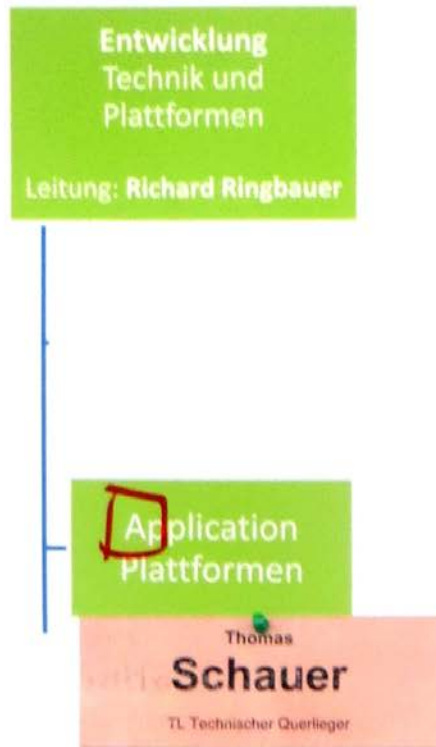 Entwicklung
Technik und
Plattformen
Leitung: Richard Ringbauer
Application
Plattformen
Thomas
Schauer
TL Technischer Querlieger